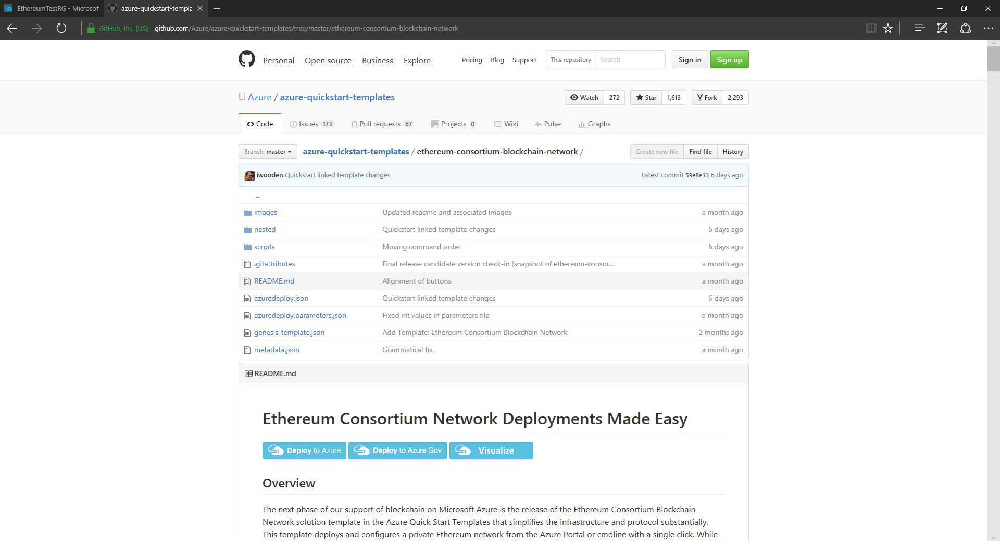 EthereumTestRG - Microsoft
azure-quickstart-templa
GitHub, Inc. [US] github.com/Azure/azure-quickstart-templates/tree/master/ethereum-consortium-blockchain-network
Personal Open source Business Explore Pricing Blog Support This repository Search Sign in Sign up
Azure / azure-quickstart-templates Watch 272 Star 1,613 Fork 2,293
Code Issues 173 Pull requests 67 Projects 0 Wiki Pulse Graphs
Branch: master azure-quickstart-templates / ethereum-consortium-blockchain-network / Create new file Find file History
iwooden Quickstart linked template changes Latest commit 59e8e12 6 days ago
..
images Updated readme and associated images a month ago
nested Quickstart linked template changes 6 days ago
scripts Moving command order 6 days ago
.gitattributes Final release candidate version check-in (snapshot of ethereum-consor... a month ago
README.md Alignment of buttons a month ago
azuredeploy.json Quickstart linked template changes 6 days ago
azuredeploy.parameters.json Fixed int values in parameters file a month ago
genesis-template.json Add Template: Ethereum Consortium Blockchain Network 2 months ago
metadata.json Grammatical fix. a month ago
README.md
Ethereum Consortium Network Deployments Made Easy
Deploy to Azure Deploy to Azure Gov Visualize
Overview
The next phase of our support of blockchain on Microsoft Azure is the release of the Ethereum Consortium Blockchain
Network solution template in the Azure Quick Start Templates that simplifies the infrastructure and protocol substantially.
This template deploys and configures a private Ethereum network from the Azure Portal or cmdline with a single click. While